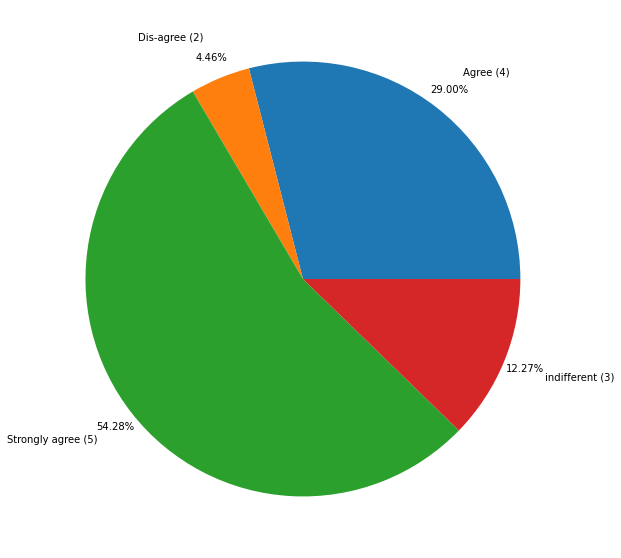 Dis-agree (2)
4.46%
Agree (4)
29.00%
12.27%
indifferent (3)
54.28%
Strongly agree (5)